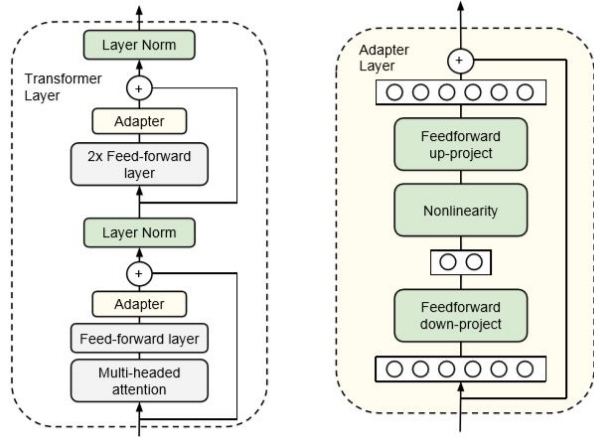 Layer Norm
Transformer
Layer
+
Adapter
2x Feed-forward
layer
Layer Norm
+
Adapter
Feed-forward layer
Multi-headed
attention
Adapter
Layer
+
Feedforward
up-project
Nonlinearity
Feedforward
down-project